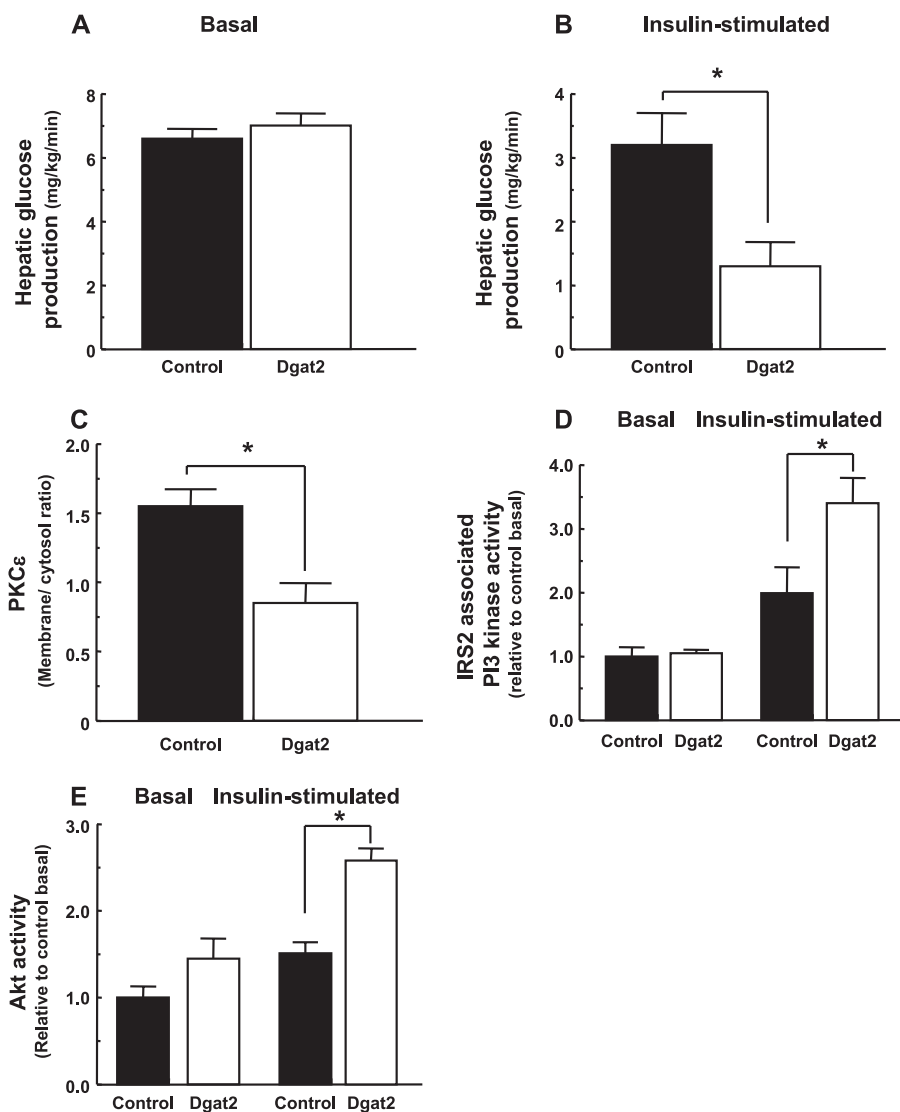 A Basal
Hepatic glucose
production (mg/kg/min)
8
6
4
2
0
Control Dgat2
B Insulin-stimulated
Hepatic glucose
production (mg/kg/min)
4
3
2
1
0
*
Control Dgat2
C
PKCε
(Membrane/ cytosol ratio)
2.0
1.5
1.0
0.5
0
*
Control Dgat2
D Basal Insulin-stimulated
IRS2 associated
PI3 kinase activity
(relative to control basal)
4.0
3.0
2.0
1.0
0.0
*
Control Dgat2 Control Dgat2
E Basal Insulin-stimulated
Akt activity
(Relative to control basal)
3.0
2.0
1.0
0.0
*
Control Dgat2 Control Dgat2